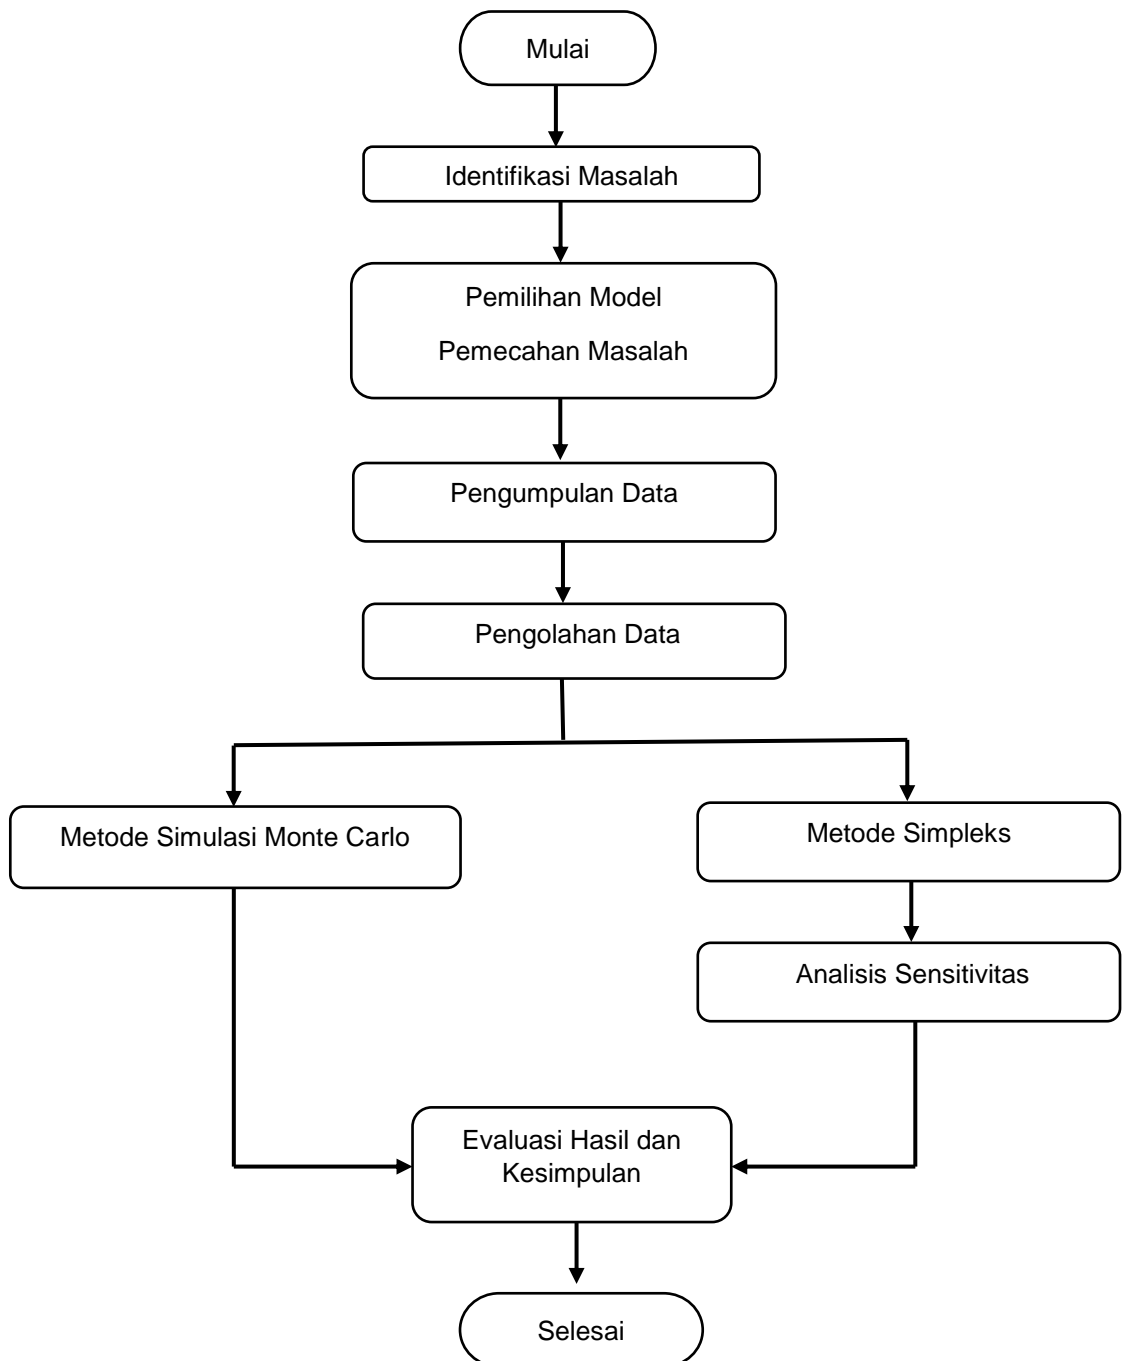 Mulai
Identifikasi Masalah
Pemilihan Model
Pemecahan Masalah
Pengumpulan Data
Pengolahan Data
Metode Simulasi Monte Carlo
Metode Simpleks
Analisis Sensitivitas
Evaluasi Hasil dan
Kesimpulan
Selesai